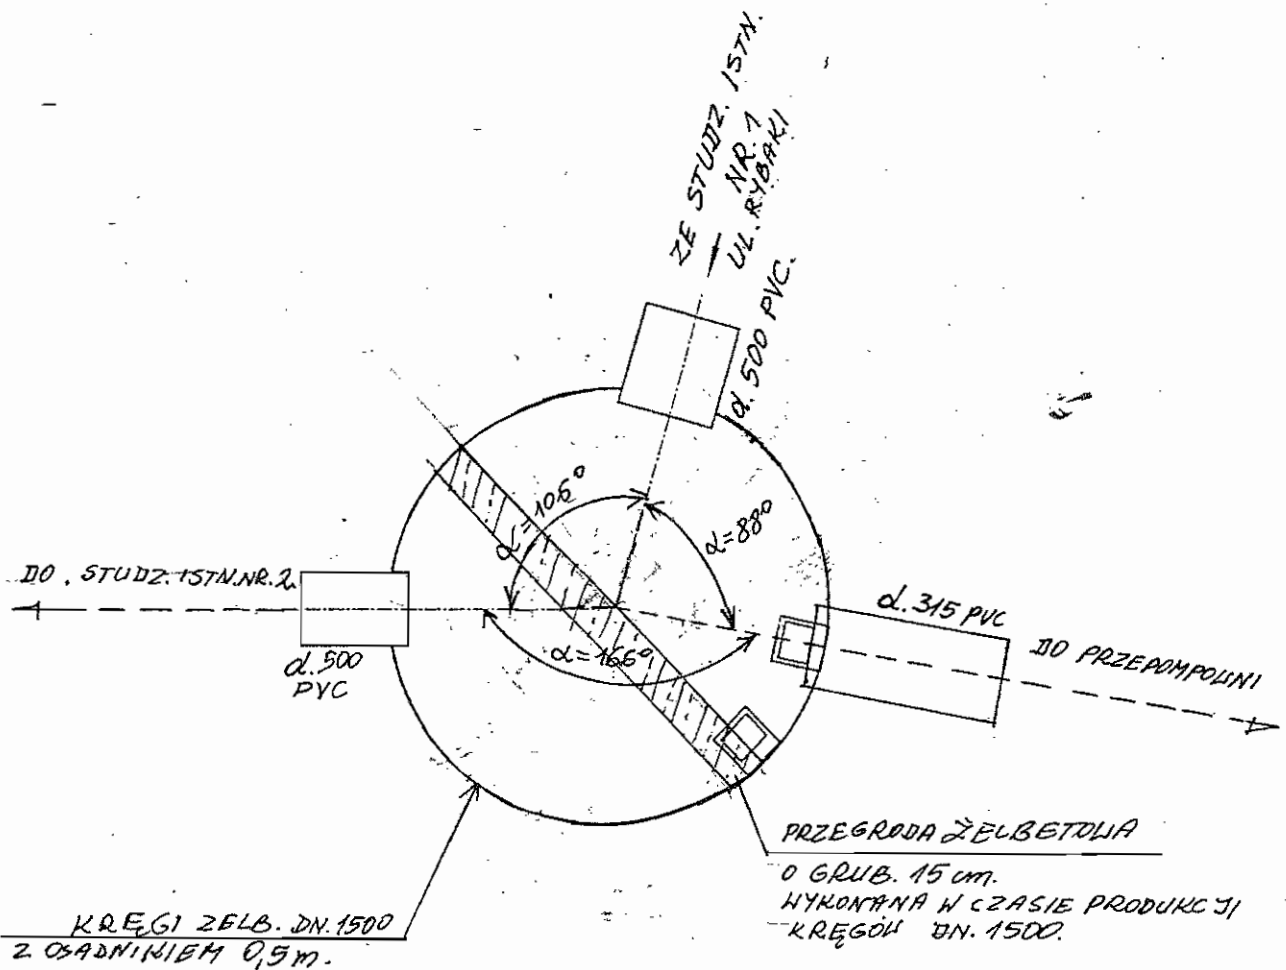 ZE STUDZ. ISTN.
NR. 1
UL. RYBAKI
d. 500 PVC.
α=106°
α=88°
DO. STUDZ. ISTN. NR. 2.
d. 500
PVC
α=166°
d. 315 PVC
DO PRZEPOMPOWNI
PRZEGRODA ŻELBETOWA
O GRUB. 15 cm.
WYKONANA W CZASIE PRODUKCJI
KRĘGÓW DN. 1500.
KRĘGI ZELB. DN. 1500
Z OSADNIKIEM 0,5 m.